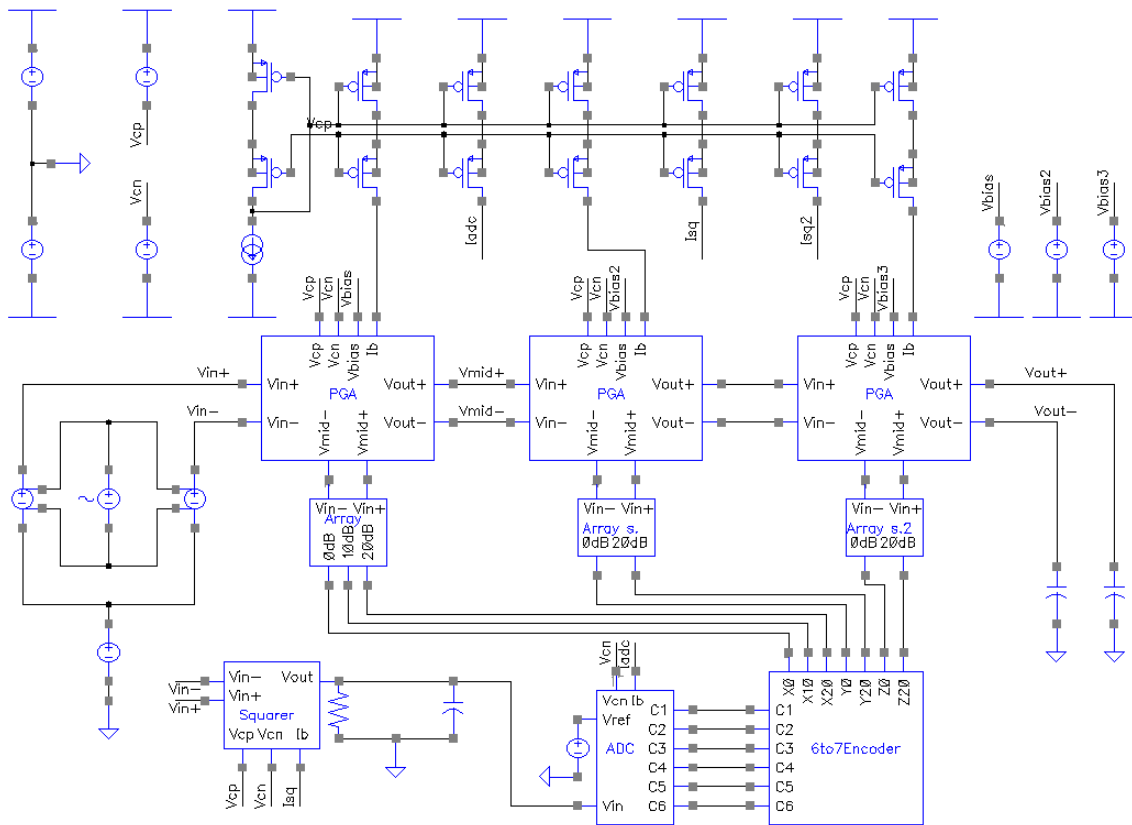 Vcp
Vcp
Vcn
Iadc
Isq
Isq2
Vbias
Vbias2
Vbias3
Vcp
Vcn
Vbias
Vcp
Vcn
Vbias2
Vcp
Vcn
Vbias3
Vcp
Vcn
Vbias
Ib
Vcp
Vcn
Vbias
Ib
Vcp
Vcn
Vbias
Ib
Vin+
Vin+
PGA
Vout+
Vmid+
Vin+
PGA
Vout+
Vin+
PGA
Vout+
Vout+
Vin-
Vin-
Vmid-
Vmid+
Vout-
Vmid-
Vin-
Vmid-
Vmid+
Vout-
Vin-
Vmid-
Vmid+
Vout-
Vout-
Vin- Vin+
Array
0dB
10dB
20dB
Vin- Vin+
Array s.
0dB 20dB
Vin- Vin+
Array s.2
0dB 20dB
Vin-
Vin+
Vin- Vout
Vin+
Squarer
Vcp Vcn Ib
Vcp
Vcn
Isq
Vcn
Iadc
Vcn Ib
Vref
ADC
Vin
C1
C2
C3
C4
C5
C6
X0
X10
X20
Y0
Y20
Z0
Z20
C1
C2
C3
C4
C5
C6
6to7Encoder